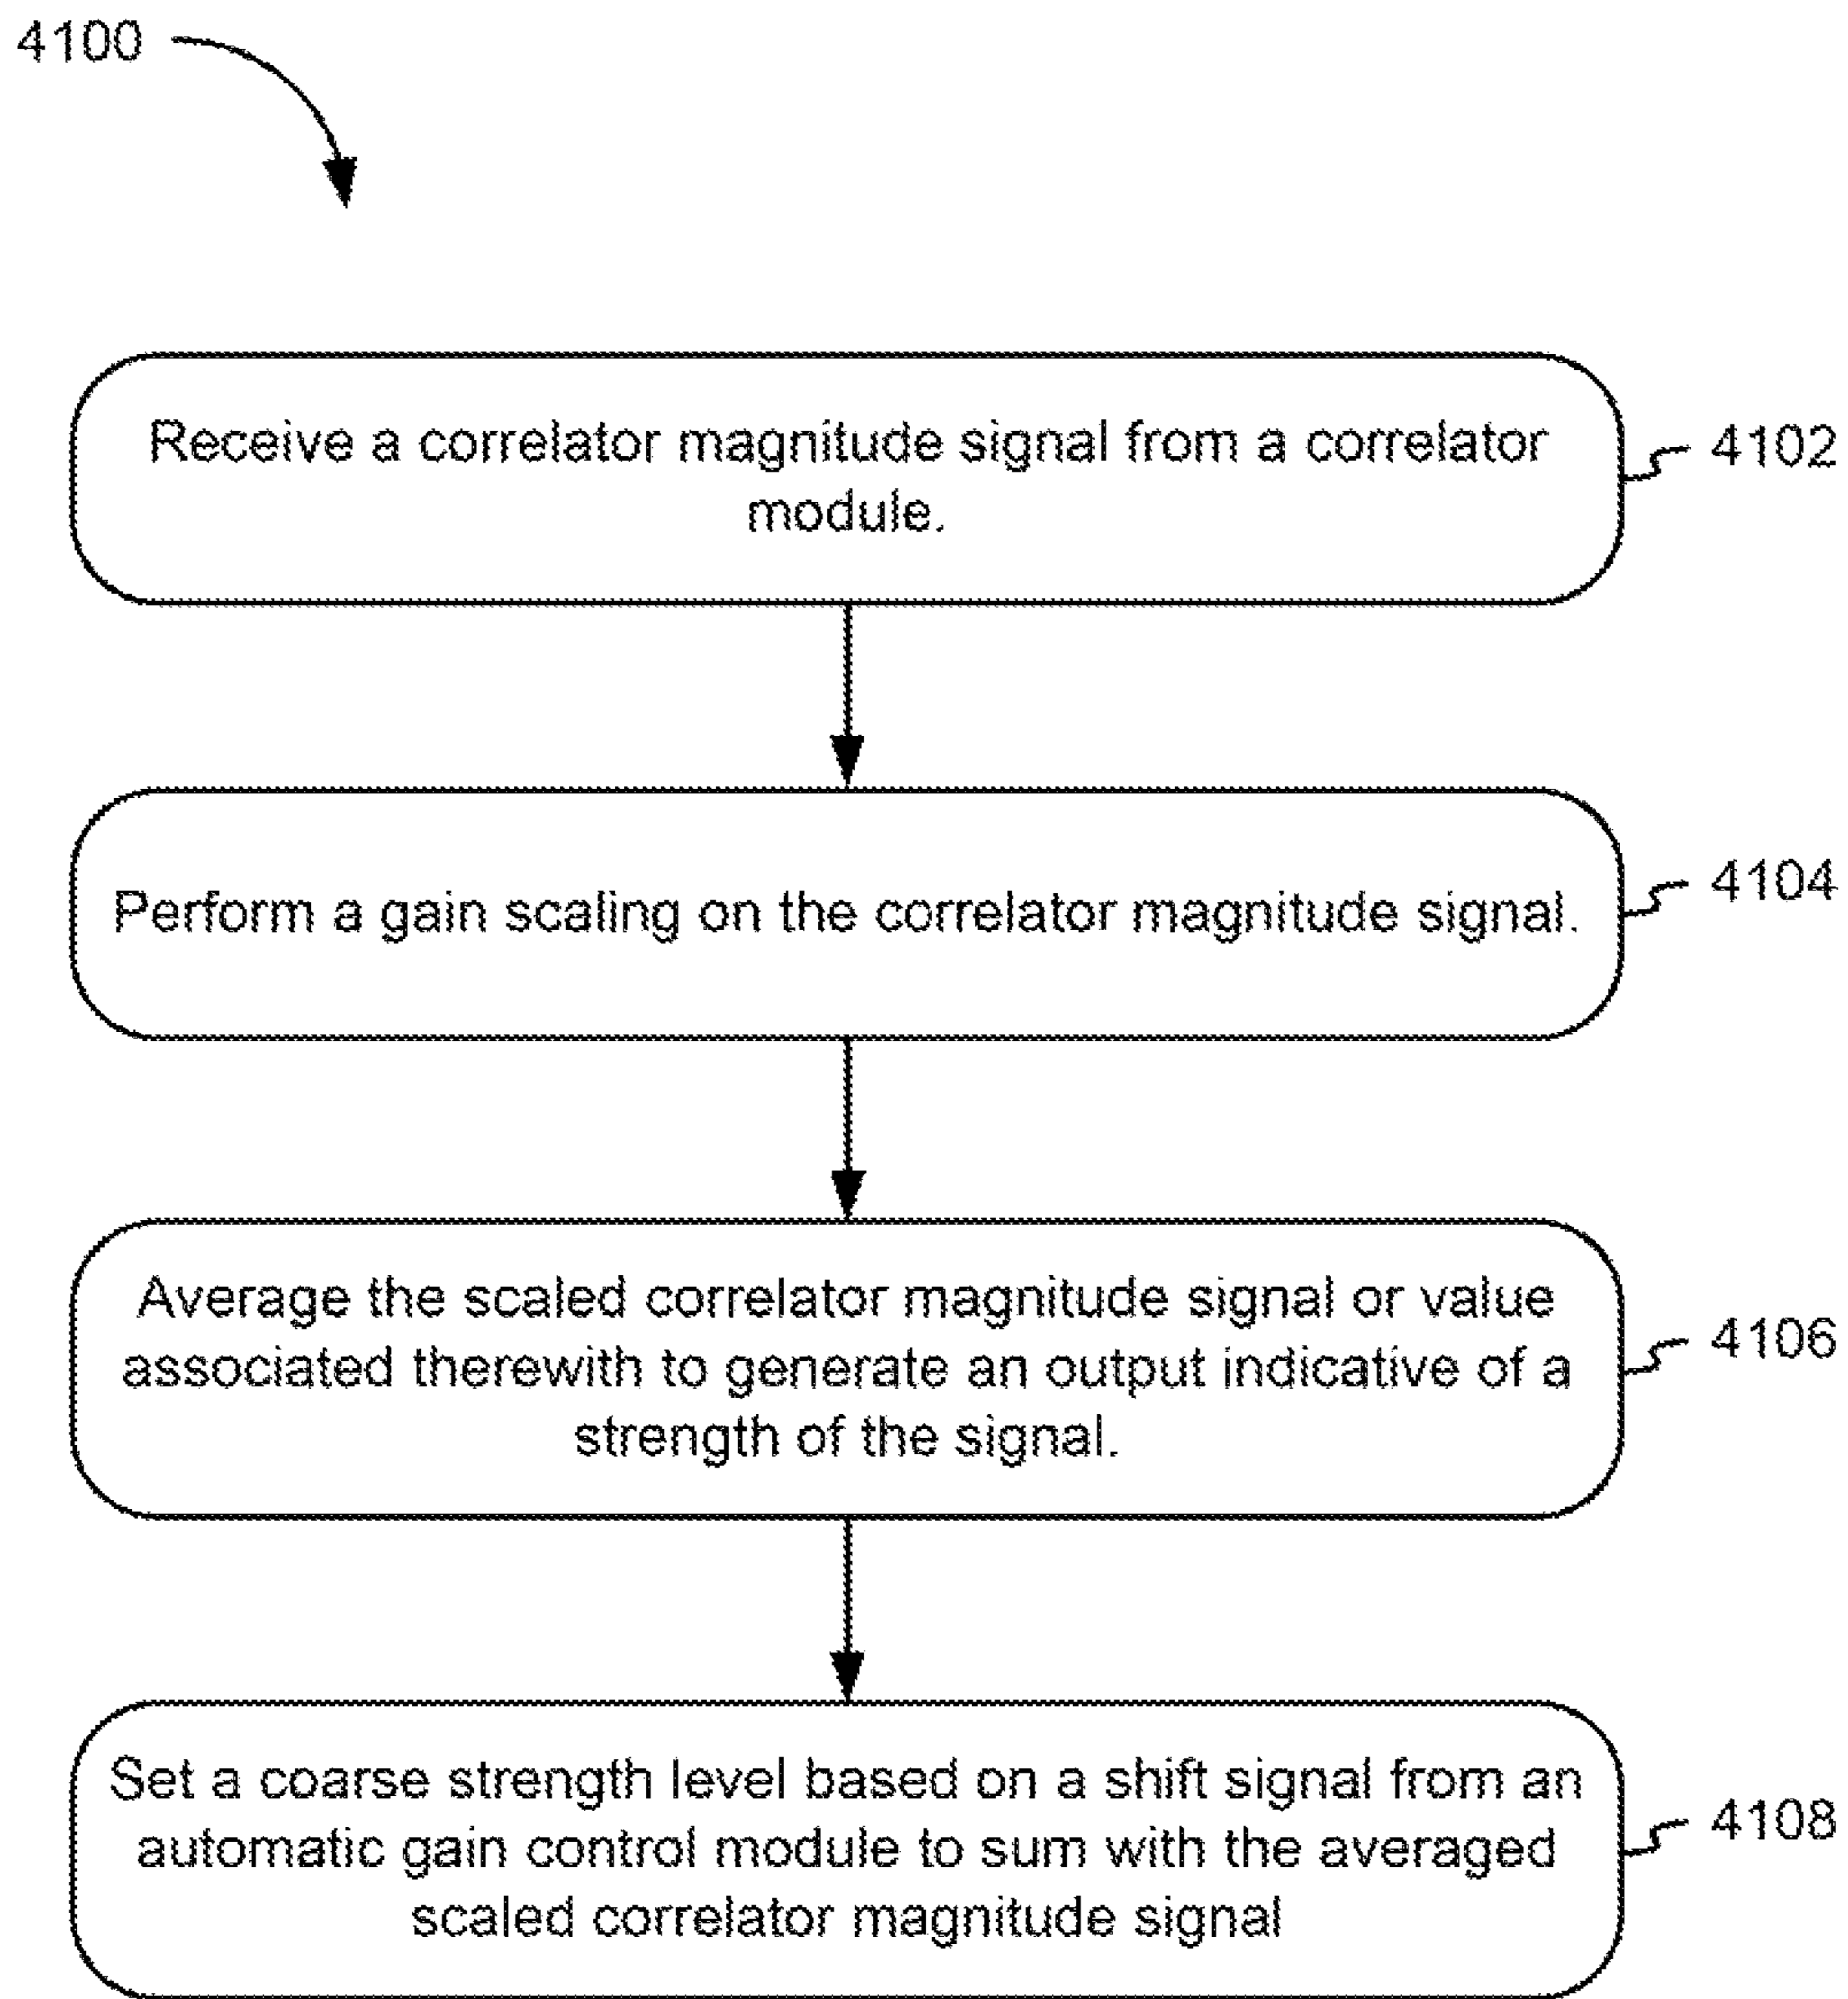 4100
Receive a correlator magnitude signal from a correlator
module.
4102
Perform a gain scaling on the correlator magnitude signal.
4104
Average the scaled correlator magnitude signal or value
associated therewith to generate an output indicative of a
strength of the signal.
4106
Set a coarse strength level based on a shift signal from an
automatic gain control module to sum with the averaged
scaled correlator magnitude signal
4108